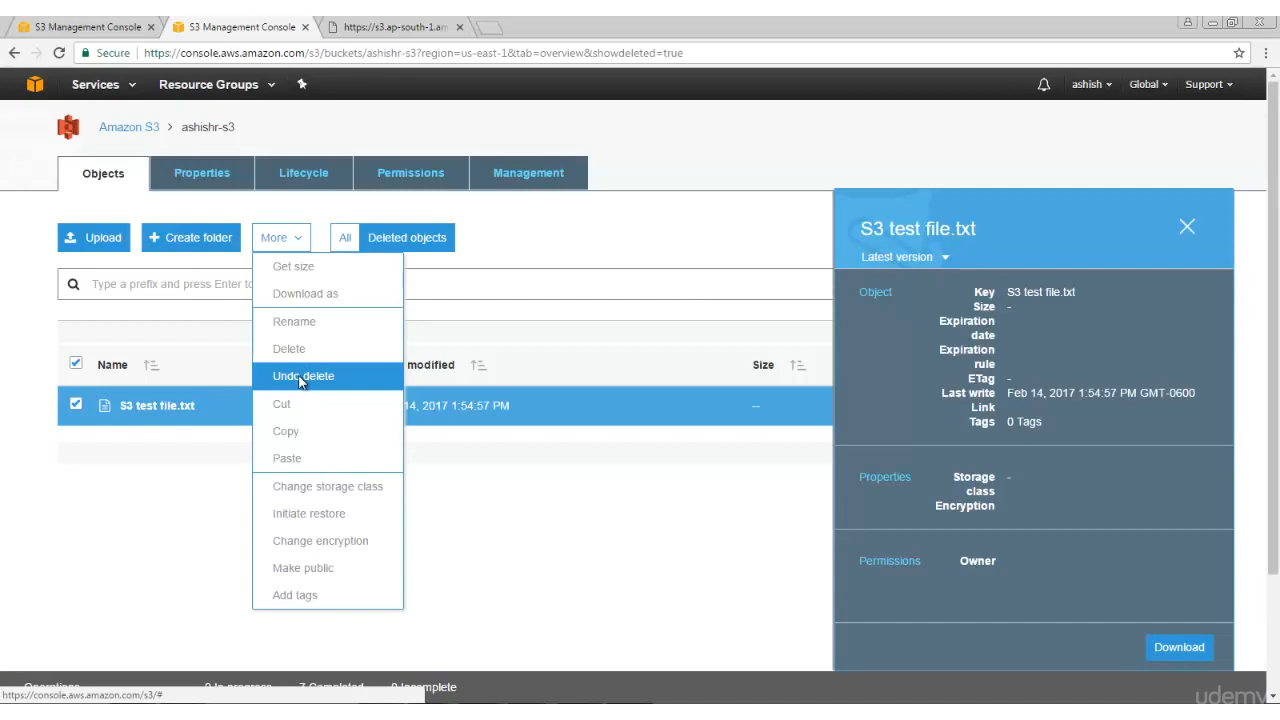 S3 Management Console
S3 Management Console
https://s3.ap-south-1.am
Secure
https://console.aws.amazon.com/s3/buckets/ashishr-s3?region=us-east-1&tab=overview&showdeleted=true
Services
Resource Groups
ashish
Global
Support
Amazon S3 > ashishr-s3
Objects
Properties
Lifecycle
Permissions
Management
Upload
Create folder
More
All
Deleted objects
Type a prefix and press Enter to
Name
modified
Size
S3 test file.txt
14, 2017 1:54:57 PM
--
Get size
Download as
Rename
Delete
Undo delete
Cut
Copy
Paste
Change storage class
Initiate restore
Change encryption
Make public
Add tags
S3 test file.txt
Latest version
Object
Key S3 test file.txt
Size -
Expiration
date
Expiration
rule
ETag -
Last write Feb 14, 2017 1:54:57 PM GMT-0600
Link
Tags 0 Tags
Properties
Storage -
class
Encryption
Permissions
Owner
Download
Operations
0 In progress
7 Completed
0 Incomplete
https://console.aws.amazon.com/s3/#
udemy